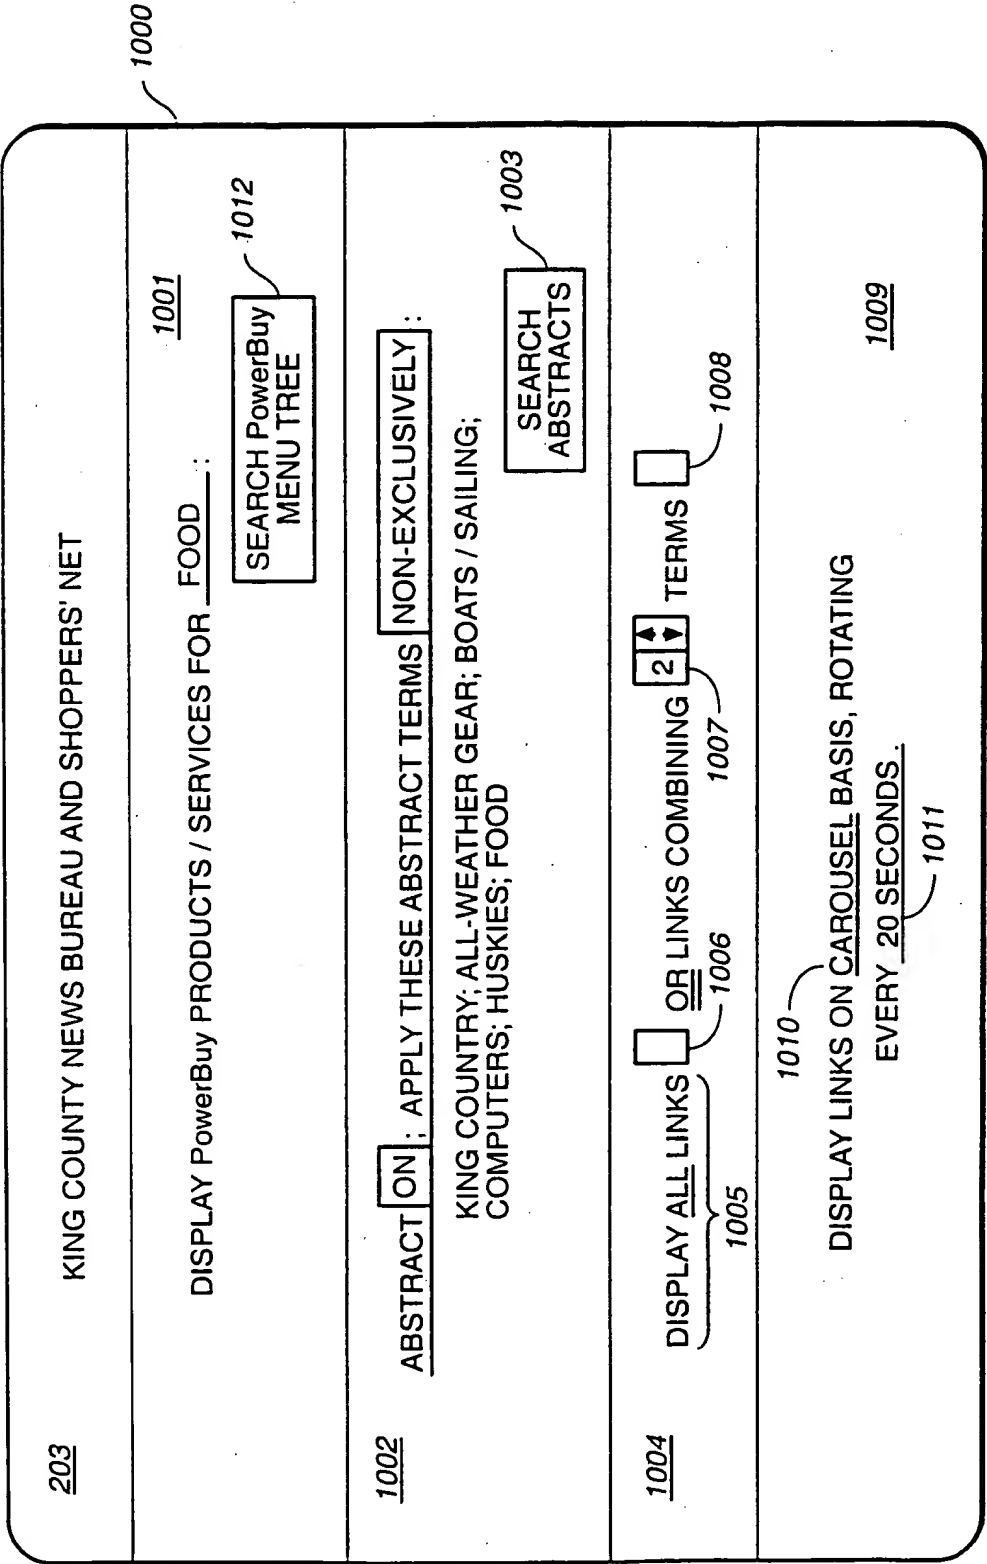 1000
203
KING COUNTY NEWS BUREAU AND SHOPPERS' NET
1001
DISPLAY PowerBuy PRODUCTS / SERVICES FOR FOOD :
SEARCH PowerBuy
MENU TREE
1012
1002
ABSTRACT ON ; APPLY THESE ABSTRACT TERMS NON-EXCLUSIVELY :
KING COUNTRY; ALL-WEATHER GEAR; BOATS / SAILING;
COMPUTERS; HUSKIES; FOOD
SEARCH
ABSTRACTS
1003
1004
DISPLAY ALL LINKS OR LINKS COMBINING 2 TERMS
1005
1006
1007
1008
1010
DISPLAY LINKS ON CAROUSEL BASIS, ROTATING
EVERY 20 SECONDS.
1011
1009